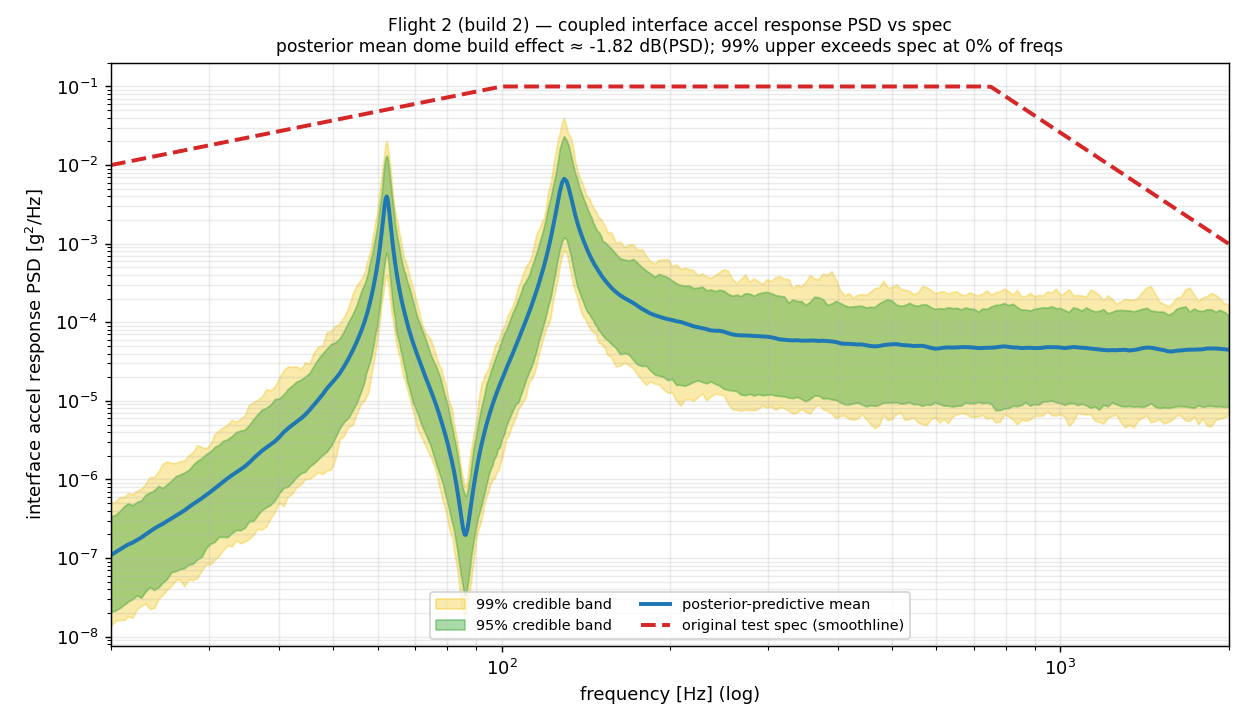 Flight 2 (build 2) — coupled interface accel response PSD vs spec
posterior mean dome build effect ≈ -1.82 dB(PSD); 99% upper exceeds spec at 0% of freqs
interface accel response PSD [g²/Hz]
10⁻¹
10⁻²
10⁻³
10⁻⁴
10⁻⁵
10⁻⁶
10⁻⁷
10⁻⁸
99% credible band
95% credible band
posterior-predictive mean
original test spec (smoothline)
10²
10³
frequency [Hz] (log)